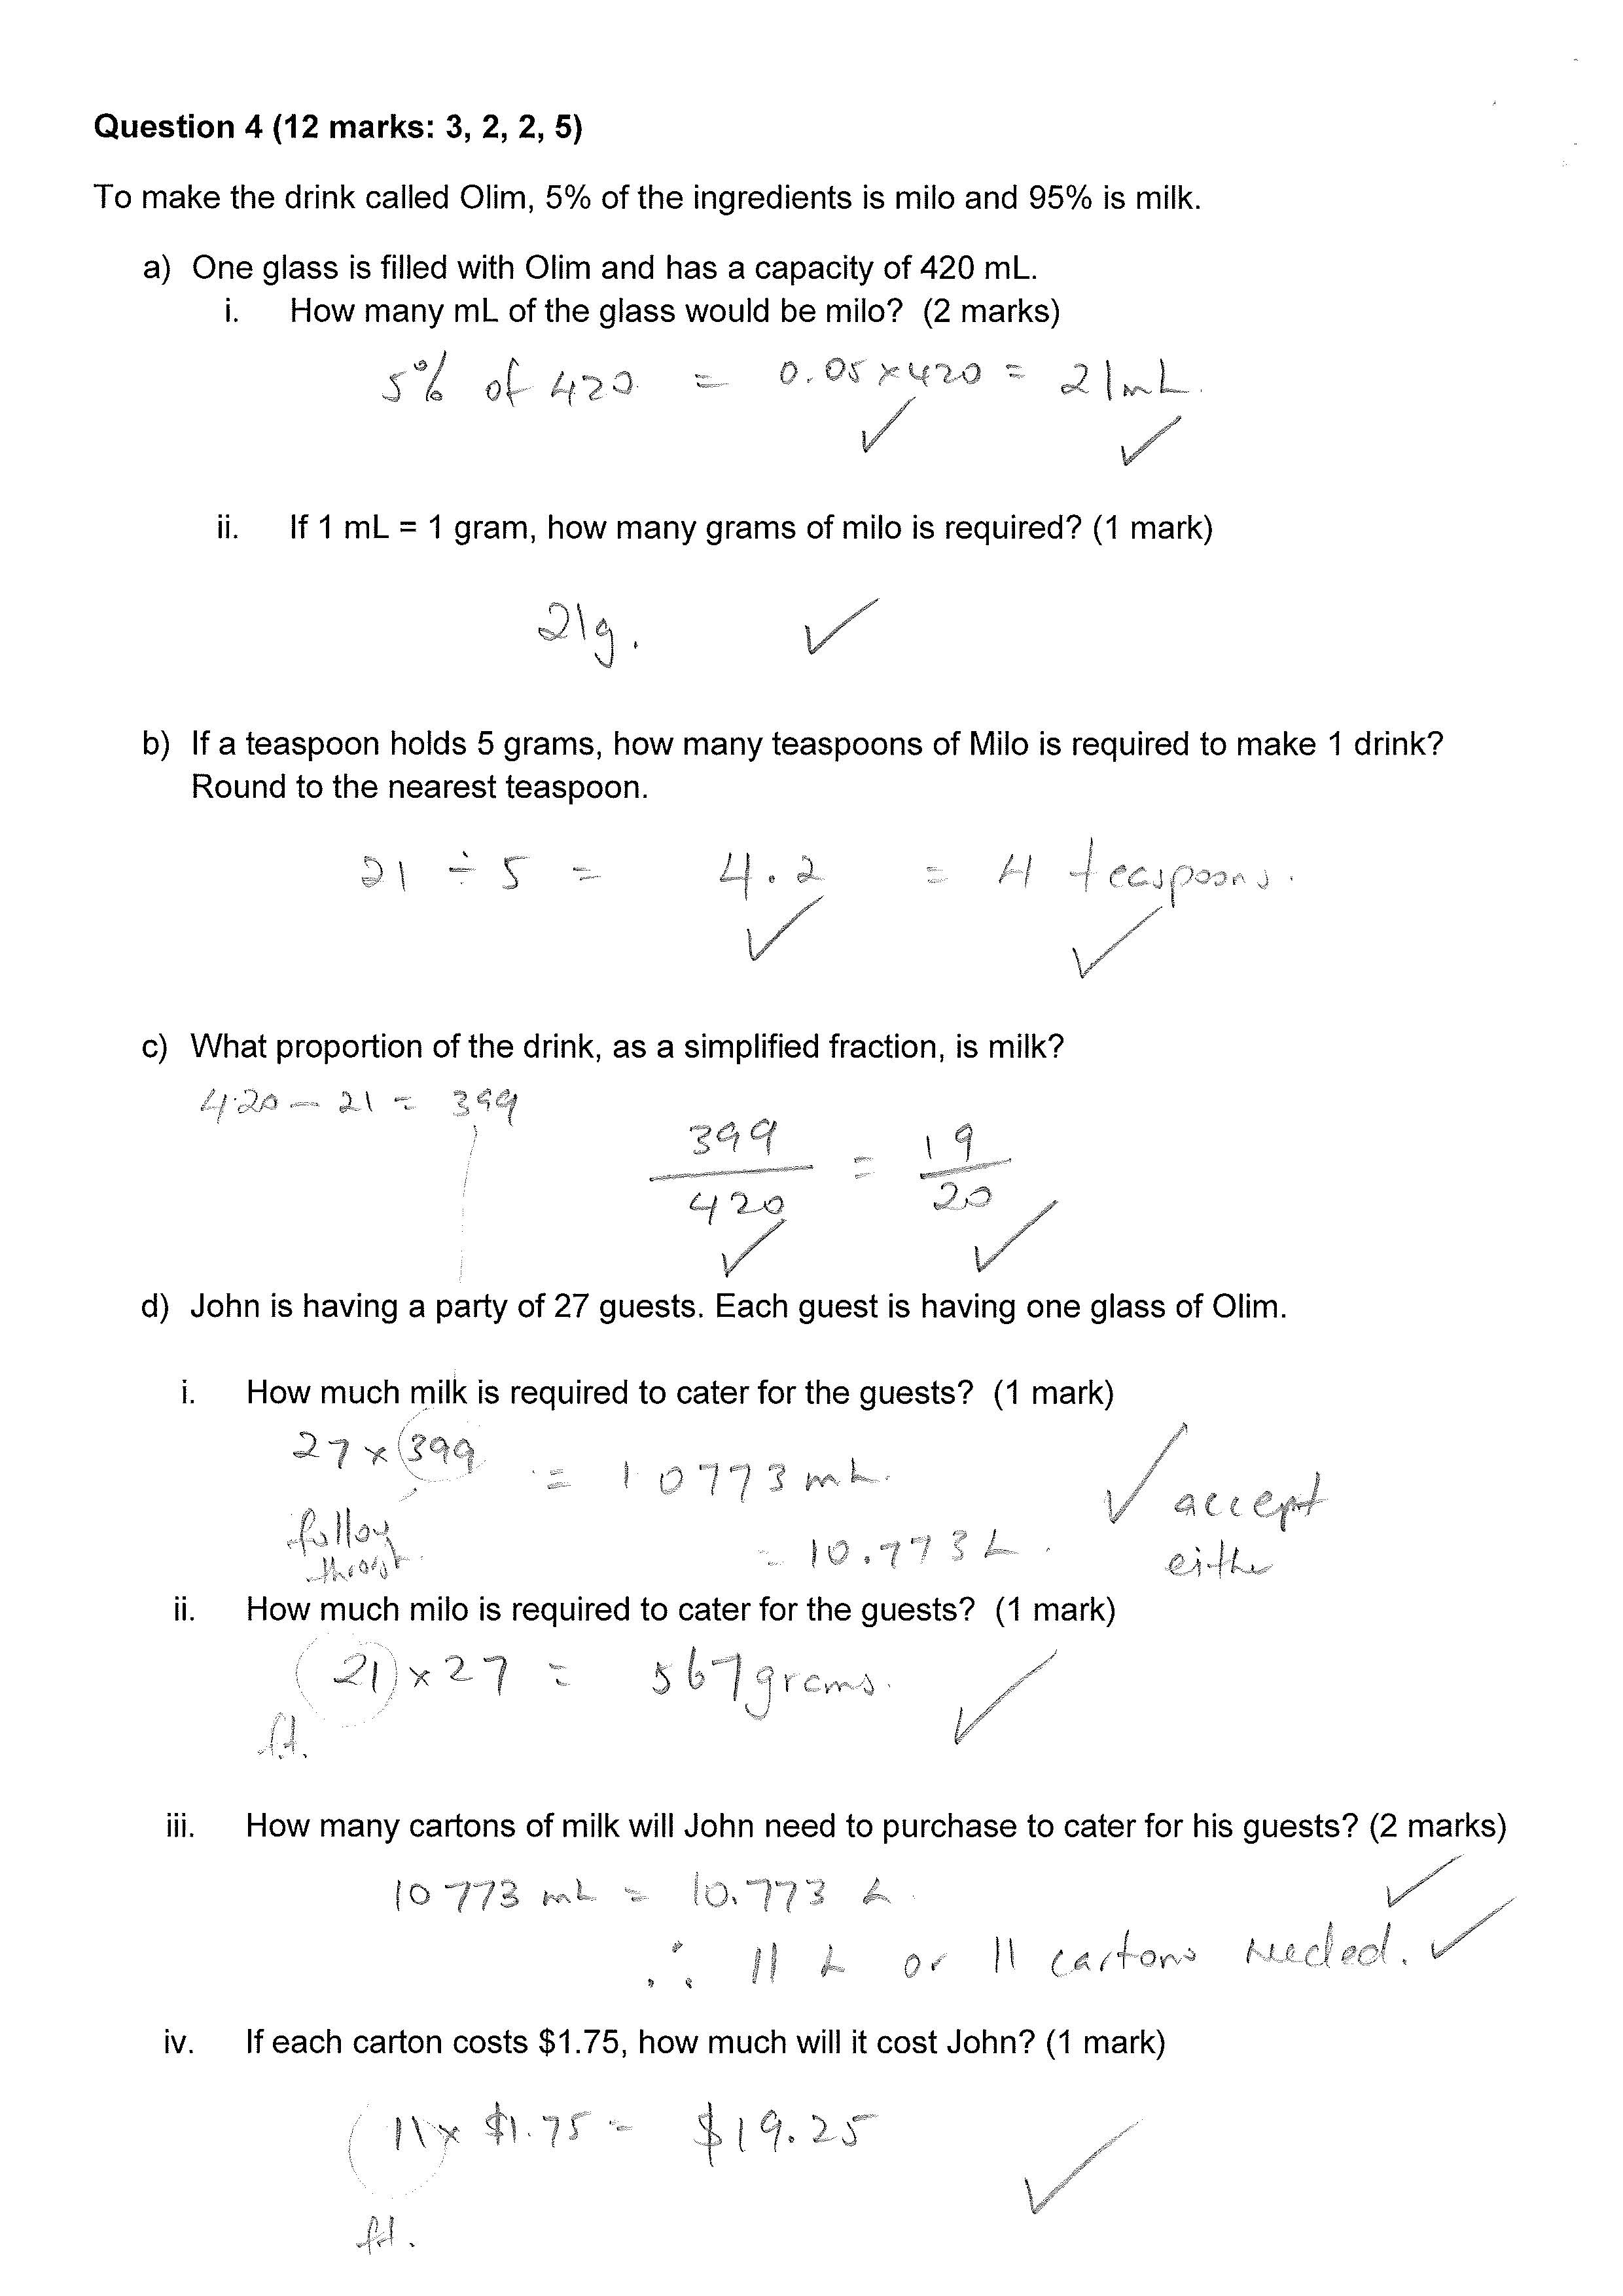 Question 4 (12 marks: 3, 2, 2, 5)
To make the drink called Olim, 5% of the ingredients is milo and 95% is milk.
a) One glass is filled with Olim and has a capacity of 420 mL.
i. How many mL of the glass would be milo? (2 marks)
5% of 420 = 0.05 × 420 = 21mL.
✓ ✓
ii. If 1 mL = 1 gram, how many grams of milo is required? (1 mark)
21g. ✓
b) If a teaspoon holds 5 grams, how many teaspoons of Milo is required to make 1 drink?
Round to the nearest teaspoon.
21 ÷ 5 = 4.2 = 4 teaspoons.
✓ ✓
c) What proportion of the drink, as a simplified fraction, is milk?
420 – 21 = 399
399/420 = 19/20
✓ ✓
d) John is having a party of 27 guests. Each guest is having one glass of Olim.
i. How much milk is required to cater for the guests? (1 mark)
27 × 399 = 10773 mL. ✓ accept
follow = 10.773 L. either
through
ii. How much milo is required to cater for the guests? (1 mark)
21 × 27 = 567grams. ✓
f.t.
iii. How many cartons of milk will John need to purchase to cater for his guests? (2 marks)
10773 mL = 10.773 L. ✓
∴ 11 L or 11 cartons needed. ✓
iv. If each carton costs $1.75, how much will it cost John? (1 mark)
11 × $1.75 = $19.25 ✓
f.t.